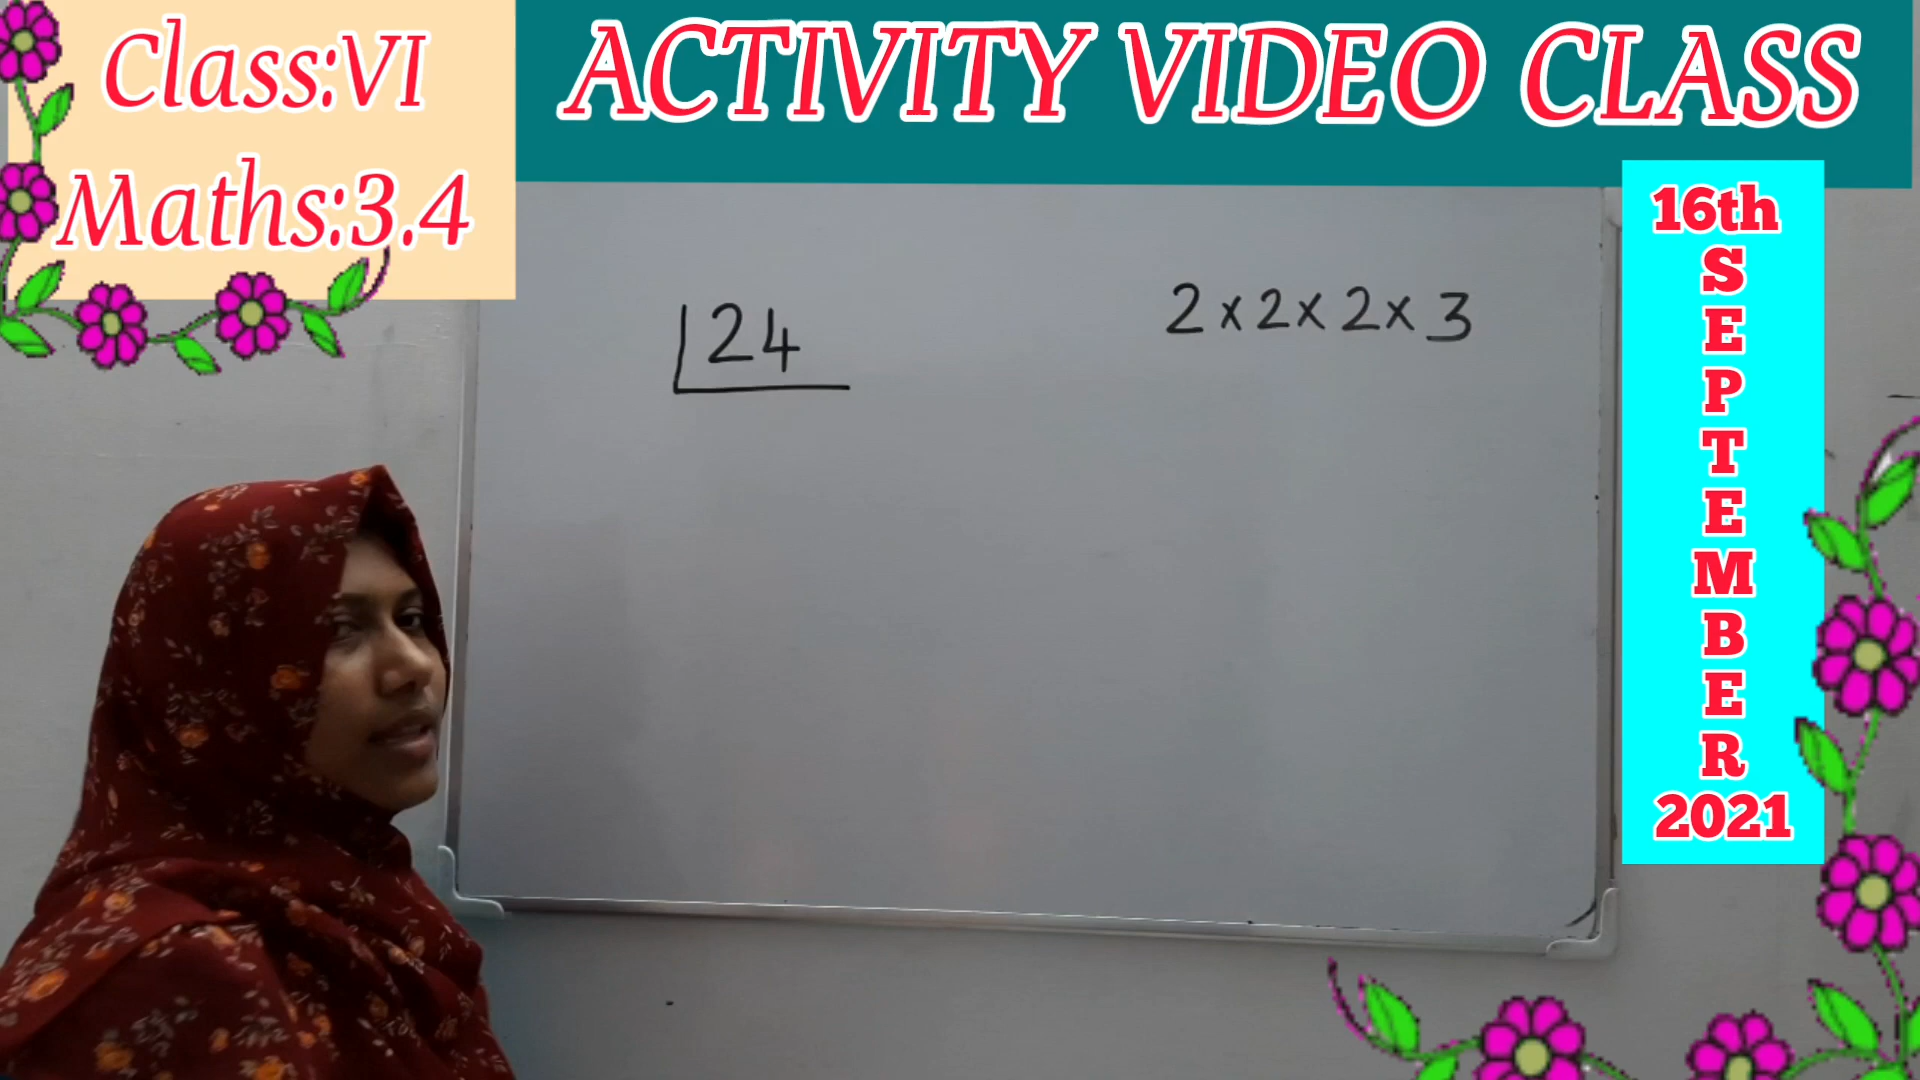 Class:VI
Maths:3.4
ACTIVITY VIDEO CLASS
16th
S
E
P
T
E
M
B
E
R
2021
24
2×2×2×3